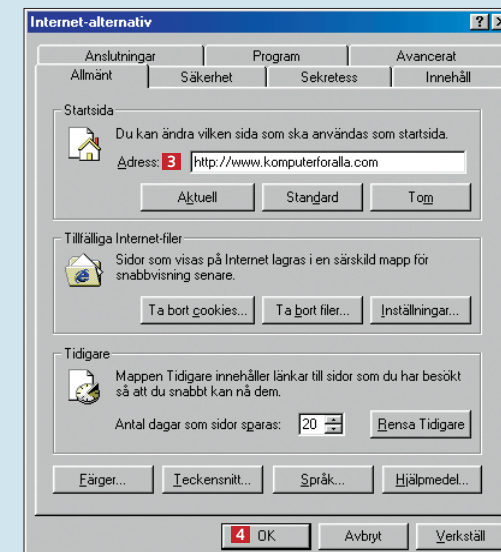 Internet-alternativ
Anslutningar Program Avancerat
Allmänt Säkerhet Sekretess Innehåll
Startsida
Du kan ändra vilken sida som ska användas som startsida.
Adress: 3 http://www.komputerforalla.com
Aktuell Standard Tom
Tillfälliga Internet-filer
Sidor som visas på Internet lagras i en särskild mapp för
snabbvisning senare.
Ta bort cookies... Ta bort filer... Inställningar...
Tidigare
Mappen Tidigare innehåller länkar till sidor som du har besökt
så att du snabbt kan nå dem.
Antal dagar som sidor sparas: 20 Rensa Tidigare
Färger... Teckensnitt... Språk... Hjälpmedel...
4 OK Avbryt Verkställ